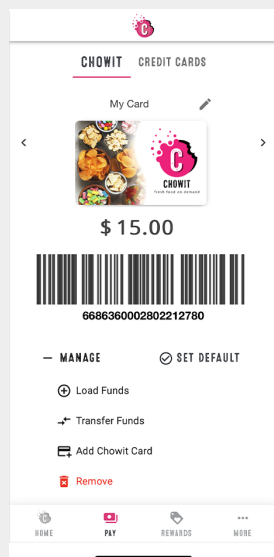 CHOWIT CREDIT CARDS
My Card
C
CHOWIT
fresh food on demand
$ 15.00
6686360002802212780
MANAGE SET DEFAULT
Load Funds
Transfer Funds
Add Chowit Card
Remove
HOME PAY REWARDS MORE